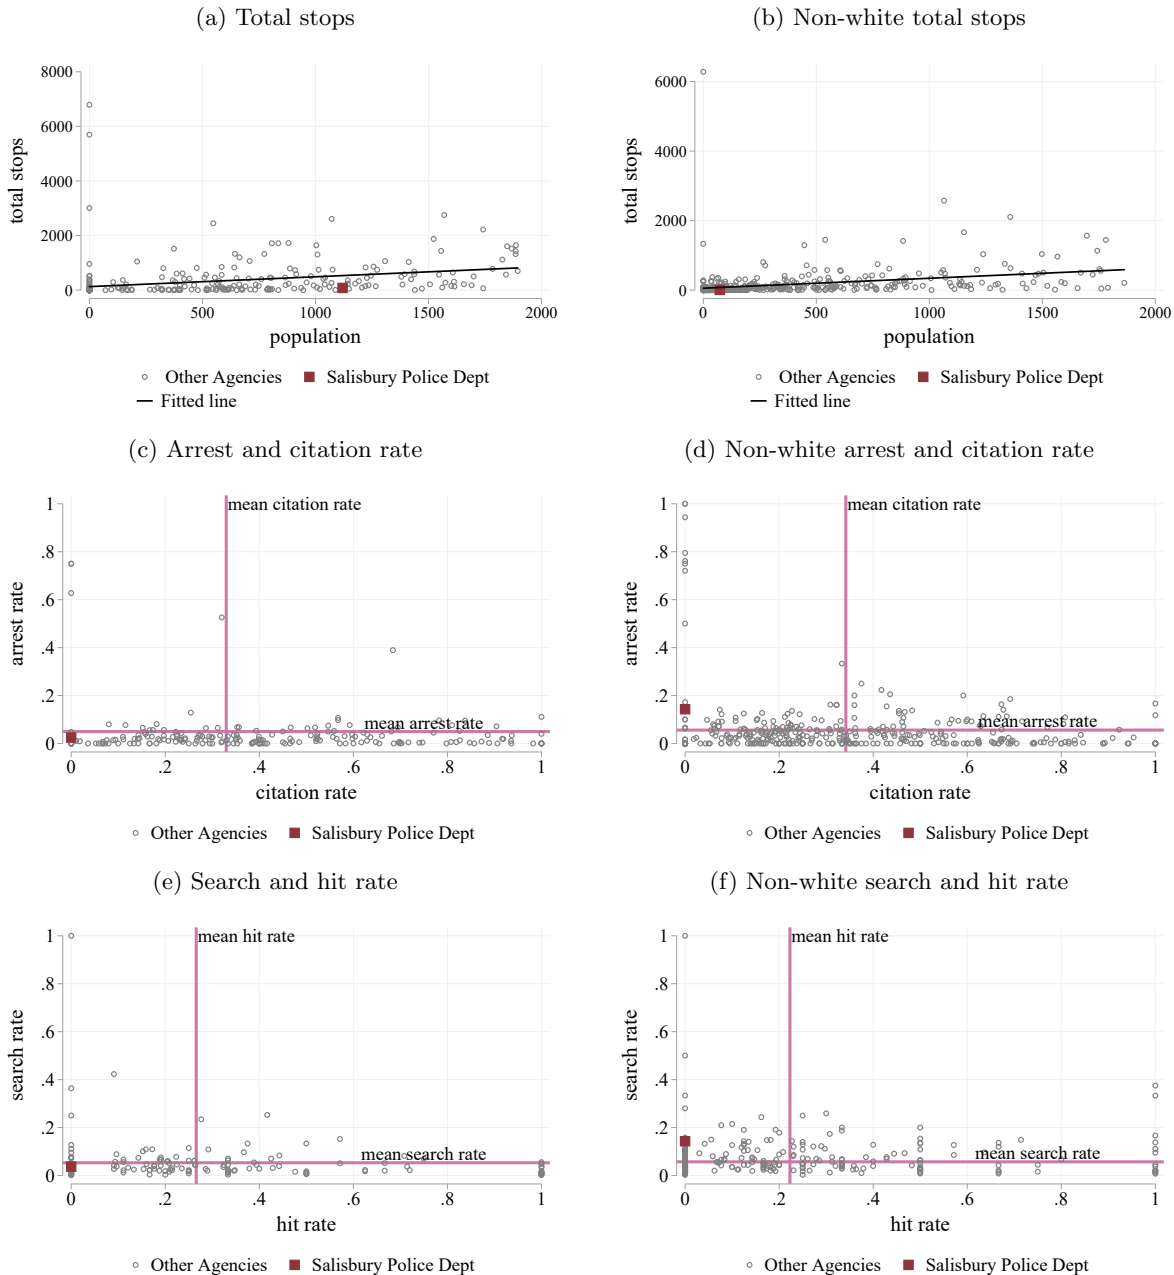 (a) Total stops
(b) Non-white total stops
8000
6000
4000
2000
0
total stops
0 500 1000 1500 2000
population
Other Agencies Salisbury Police Dept
Fitted line
6000
4000
2000
0
total stops
0 500 1000 1500 2000
population
Other Agencies Salisbury Police Dept
Fitted line
(c) Arrest and citation rate
(d) Non-white arrest and citation rate
1
.8
.6
.4
.2
0
arrest rate
mean citation rate
mean arrest rate
0 .2 .4 .6 .8 1
citation rate
Other Agencies Salisbury Police Dept
1
.8
.6
.4
.2
0
arrest rate
mean citation rate
mean arrest rate
0 .2 .4 .6 .8 1
citation rate
Other Agencies Salisbury Police Dept
(e) Search and hit rate
(f) Non-white search and hit rate
1
.8
.6
.4
.2
0
search rate
mean hit rate
mean search rate
0 .2 .4 .6 .8 1
hit rate
Other Agencies Salisbury Police Dept
1
.8
.6
.4
.2
0
search rate
mean hit rate
mean search rate
0 .2 .4 .6 .8 1
hit rate
Other Agencies Salisbury Police Dept